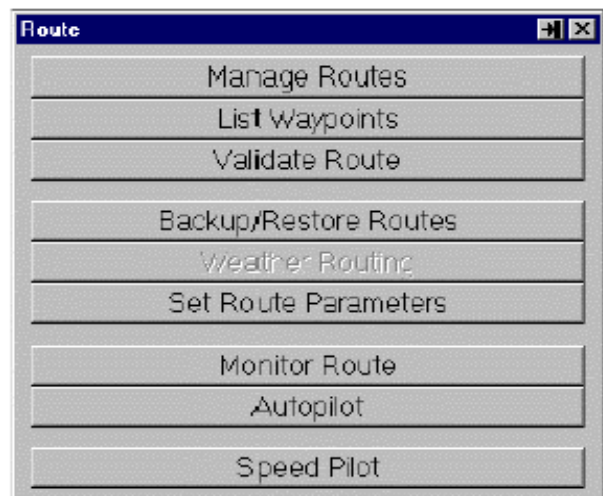 Route
Manage Routes
List Waypoints
Validate Route
Backup/Restore Routes
Weather Routing
Set Route Parameters
Monitor Route
Autopilot
Speed Pilot